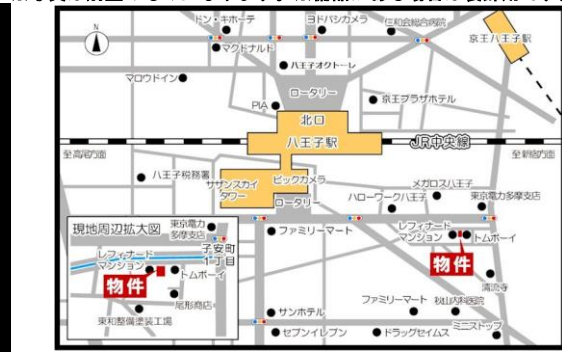 ドン・キホーテ
ヨドバシカメラ
仁和会総合病院
京王八王子駅
マクドナルド
八王子オクトーレ
マロウドイン
ロータリー
PIA
京王プラザホテル
北口
八王子駅
JR中央線
至高尾方面
至新宿方面
八王子税務署
サザンスカイ
タワー
ビックカメラ
ロータリー
メガロス八王子
ハローワーク八王子
東京電力多摩支店
現地周辺拡大図
東京電力
多摩支店
子安町
1丁目
レフィナード
マンション
トムボーイ
物件
尾形商店
東和整備塗装工場
ファミリーマート
レフィナード
マンション
トムボーイ
物件
清流寺
ファミリーマート
秋山内科医院
サンホテル
セブンイレブン
ドラッグセイムス
ミニストップ